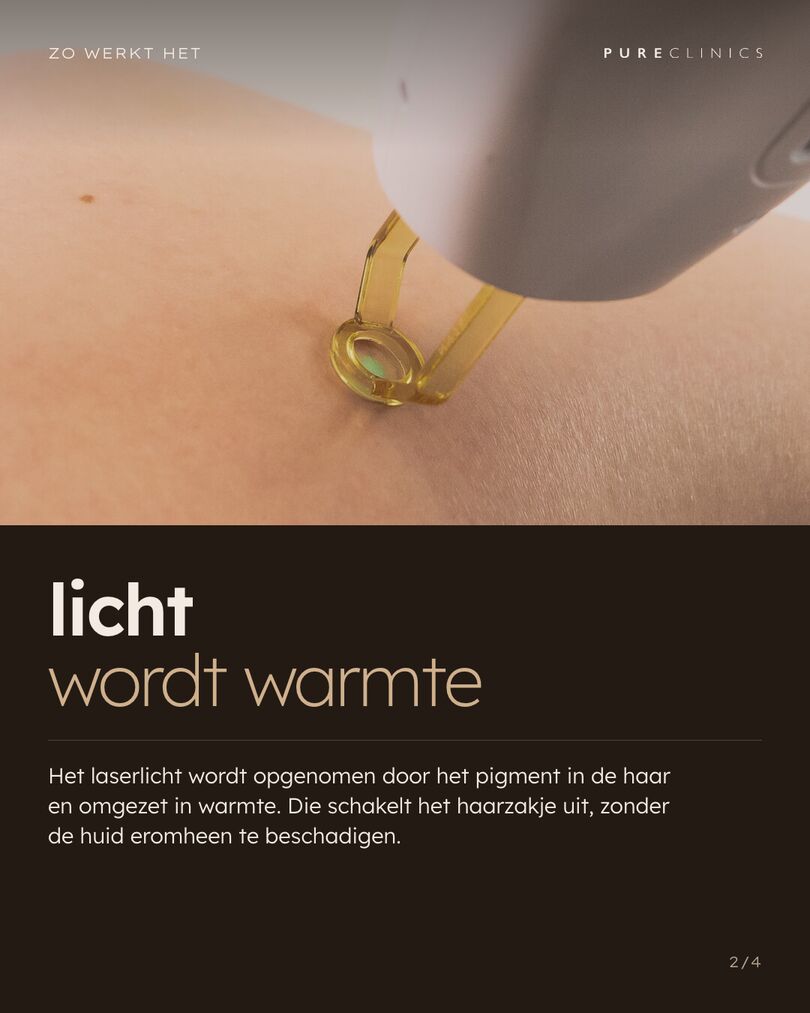 ZO WERKT HET
PURECLINICS
licht
wordt warmte
Het laserlicht wordt opgenomen door het pigment in de haar
en omgezet in warmte. Die schakelt het haarzakje uit, zonder
de huid eromheen te beschadigen.
2/4